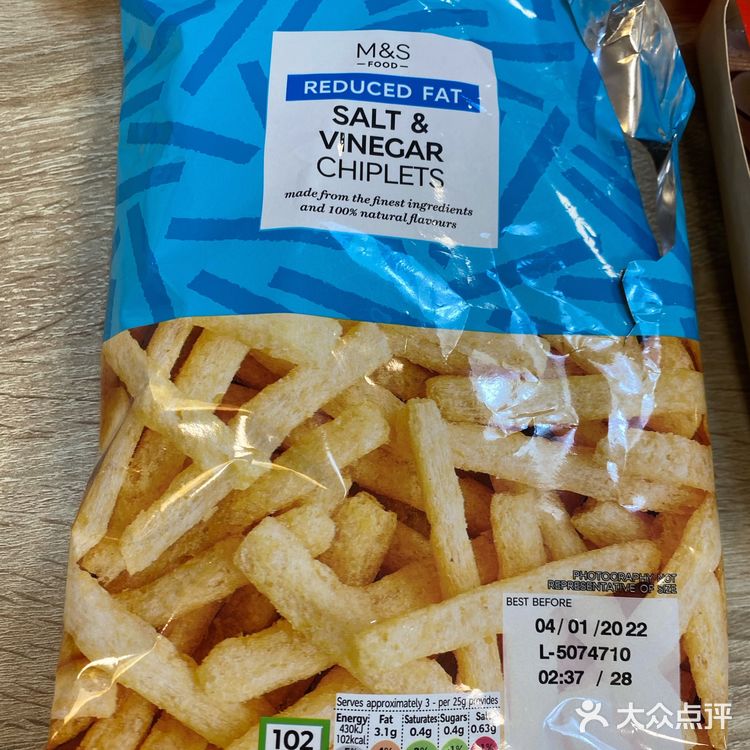 M&S
FOOD
REDUCED FAT
SALT &
VINEGAR
CHIPLETS
made from the finest ingredients
and 100% natural flavours
PHOTOGRAPHY NOT
REPRESENTATIVE OF SIZE
BEST BEFORE
04/01/2022
L-5074710
02:37 / 28
Serves approximately 3 - per 25g provides
Energy Fat Saturates Sugars Salt
430kJ 3.1g 0.4g 0.4g 0.63g
102kcal
102
大众点评